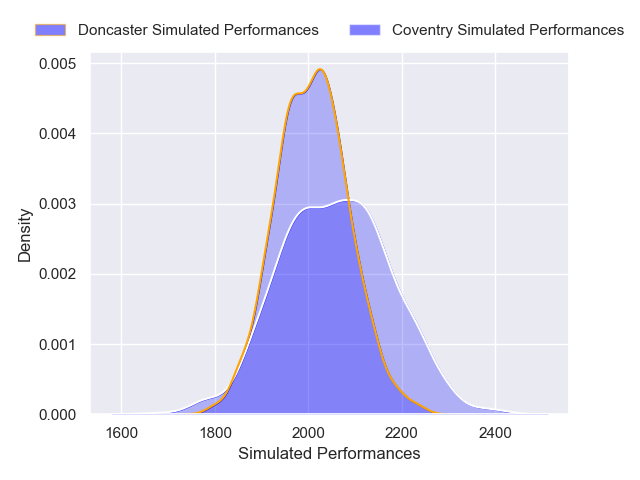 Doncaster Simulated Performances Coventry Simulated Performances
0.005
0.004
0.003
0.002
0.001
0.000
Density
1600 1800 2000 2200 2400
Simulated Performances